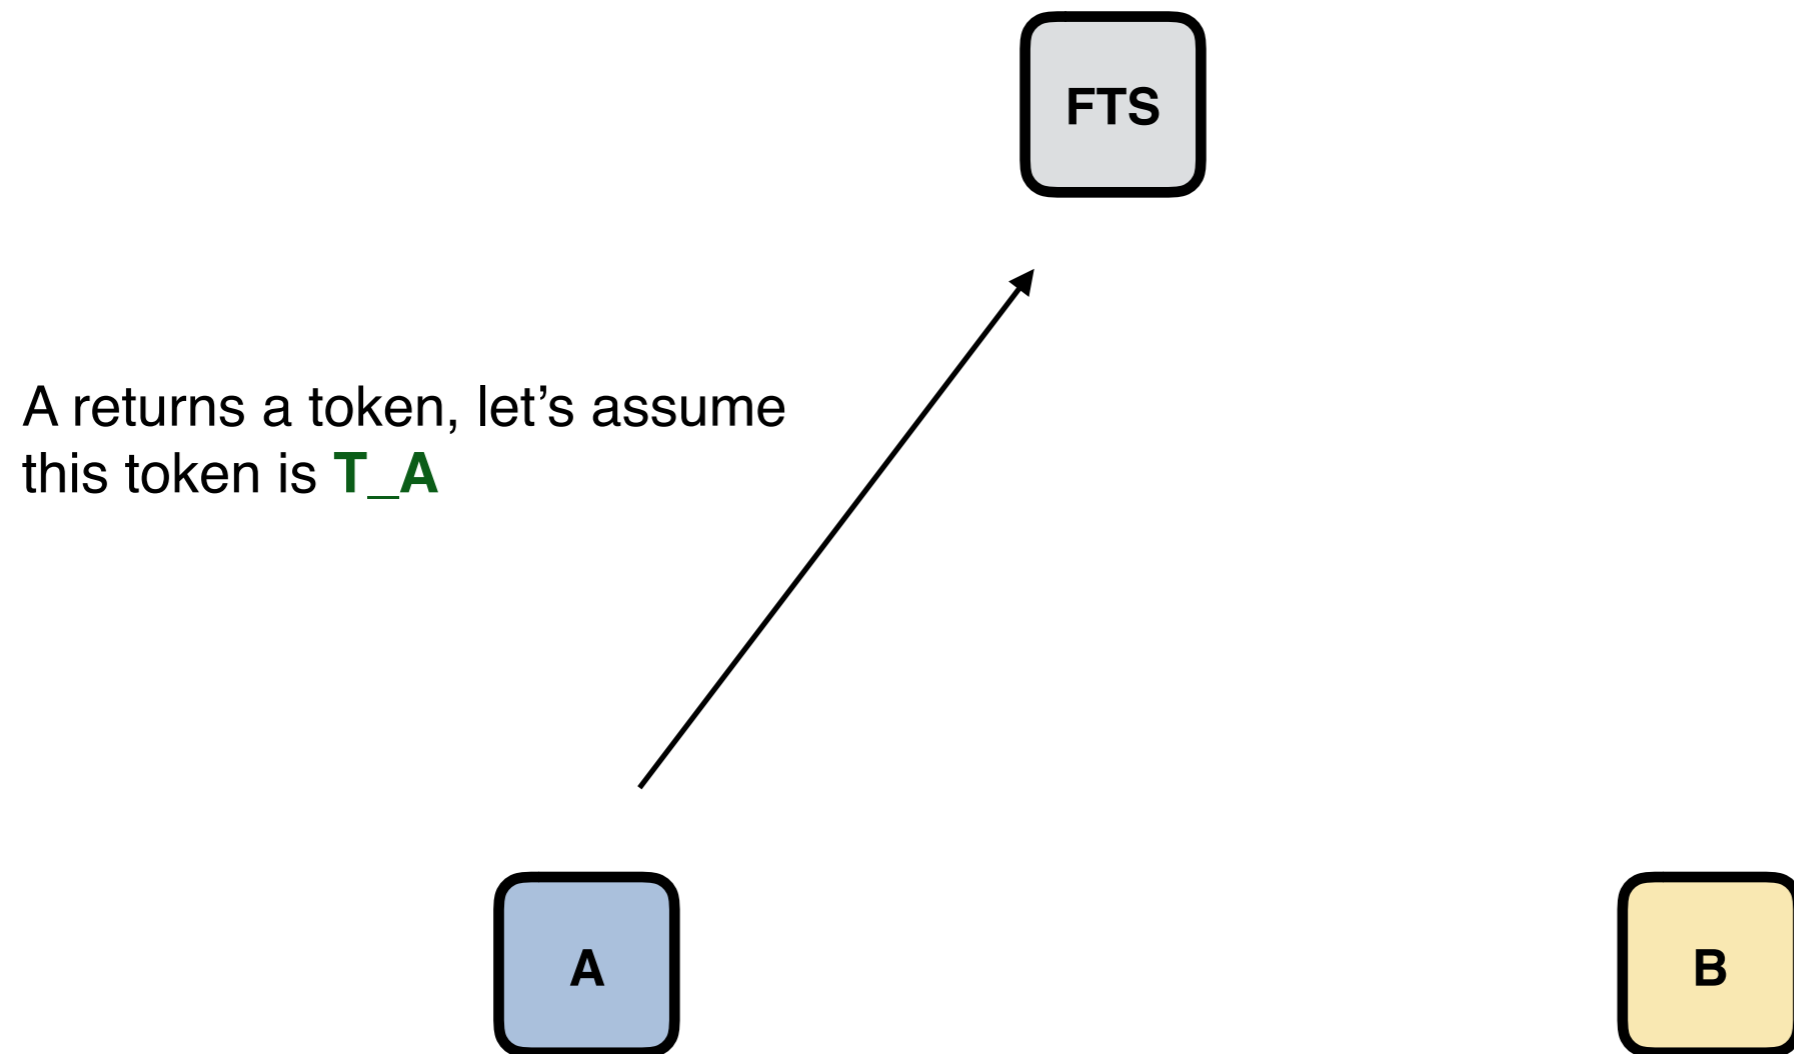 FTS
A returns a token, let’s assume
this token is T_A
A
B